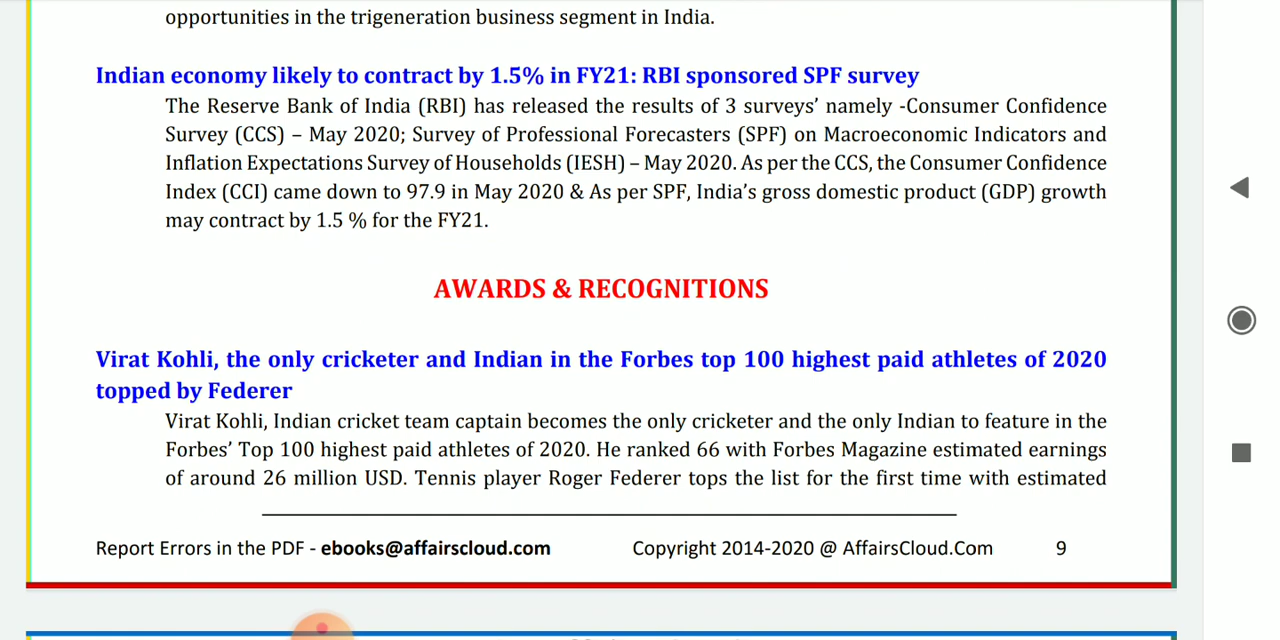 opportunities in the trigeneration business segment in India.
Indian economy likely to contract by 1.5% in FY21: RBI sponsored SPF survey
The Reserve Bank of India (RBI) has released the results of 3 surveys’ namely -Consumer Confidence
Survey (CCS) – May 2020; Survey of Professional Forecasters (SPF) on Macroeconomic Indicators and
Inflation Expectations Survey of Households (IESH) – May 2020. As per the CCS, the Consumer Confidence
Index (CCI) came down to 97.9 in May 2020 & As per SPF, India’s gross domestic product (GDP) growth
may contract by 1.5 % for the FY21.
AWARDS & RECOGNITIONS
Virat Kohli, the only cricketer and Indian in the Forbes top 100 highest paid athletes of 2020
topped by Federer
Virat Kohli, Indian cricket team captain becomes the only cricketer and the only Indian to feature in the
Forbes’ Top 100 highest paid athletes of 2020. He ranked 66 with Forbes Magazine estimated earnings
of around 26 million USD. Tennis player Roger Federer tops the list for the first time with estimated
Report Errors in the PDF - ebooks@affairscloud.com Copyright 2014-2020 @ AffairsCloud.Com 9